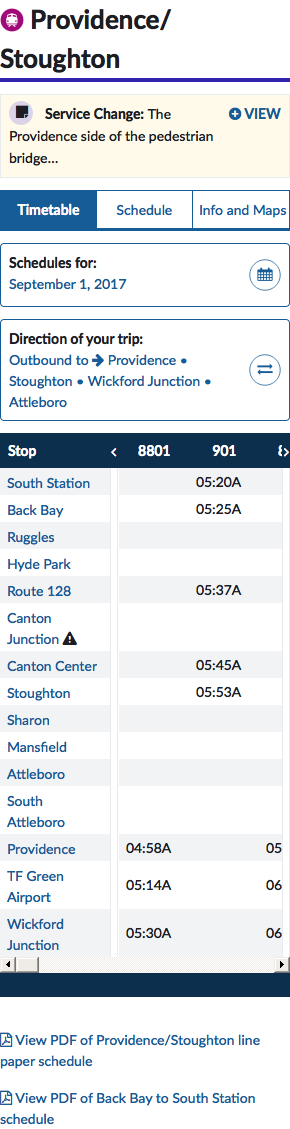 Providence/
Stoughton
Service Change: The
VIEW
Providence side of the pedestrian
bridge...
Timetable
Schedule
Info and Maps
Schedules for:
September 1, 2017
Direction of your trip:
Outbound to → Providence •
Stoughton • Wickford Junction •
Attleboro
Stop 8801 901
South Station 05:20A
Back Bay 05:25A
Ruggles
Hyde Park
Route 128 05:37A
Canton
Junction
Canton Center 05:45A
Stoughton 05:53A
Sharon
Mansfield
Attleboro
South
Attleboro
Providence 04:58A 05
TF Green
Airport 05:14A 06
Wickford
Junction 05:30A 06
View PDF of Providence/Stoughton line
paper schedule
View PDF of Back Bay to South Station
schedule